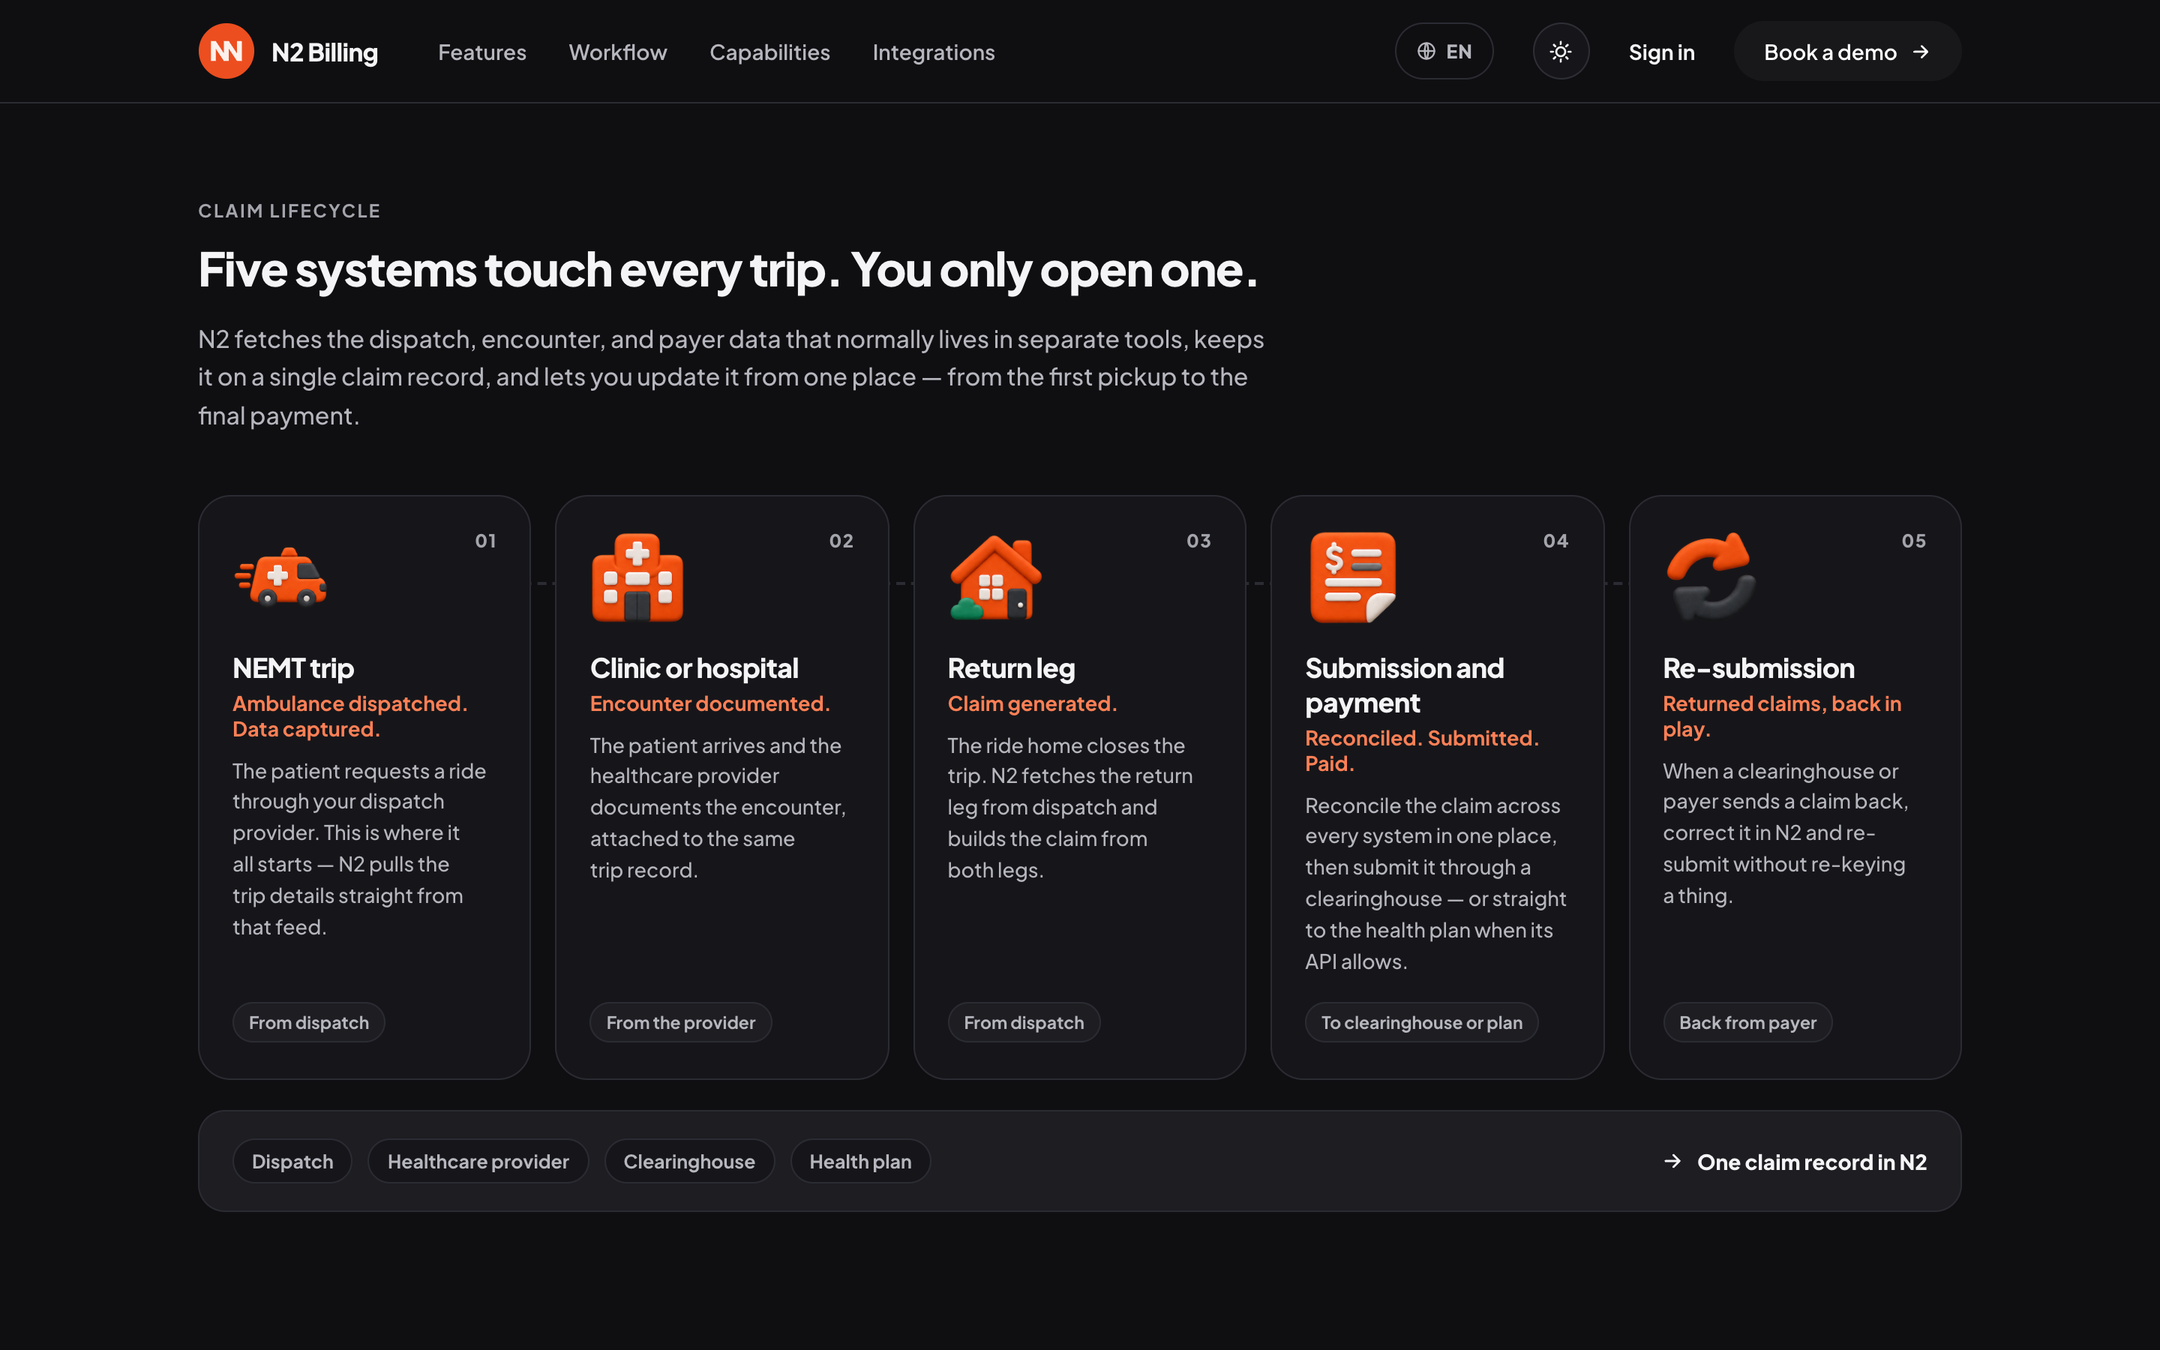 NN N2 Billing
Features
Workflow
Capabilities
Integrations
EN
Sign in
Book a demo →
CLAIM LIFECYCLE
Five systems touch every trip. You only open one.
N2 fetches the dispatch, encounter, and payer data that normally lives in separate tools, keeps
it on a single claim record, and lets you update it from one place — from the first pickup to the
final payment.
01
NEMT trip
Ambulance dispatched.
Data captured.
The patient requests a ride
through your dispatch
provider. This is where it
all starts — N2 pulls the
trip details straight from
that feed.
From dispatch
02
Clinic or hospital
Encounter documented.
The patient arrives and the
healthcare provider
documents the encounter,
attached to the same
trip record.
From the provider
03
Return leg
Claim generated.
The ride home closes the
trip. N2 fetches the return
leg from dispatch and
builds the claim from
both legs.
From dispatch
04
$
Submission and
payment
Reconciled. Submitted.
Paid.
Reconcile the claim across
every system in one place,
then submit it through a
clearinghouse — or straight
to the health plan when its
API allows.
To clearinghouse or plan
05
Re-submission
Returned claims, back in
play.
When a clearinghouse or
payer sends a claim back,
correct it in N2 and re-
submit without re-keying
a thing.
Back from payer
Dispatch
Healthcare provider
Clearinghouse
Health plan
→ One claim record in N2